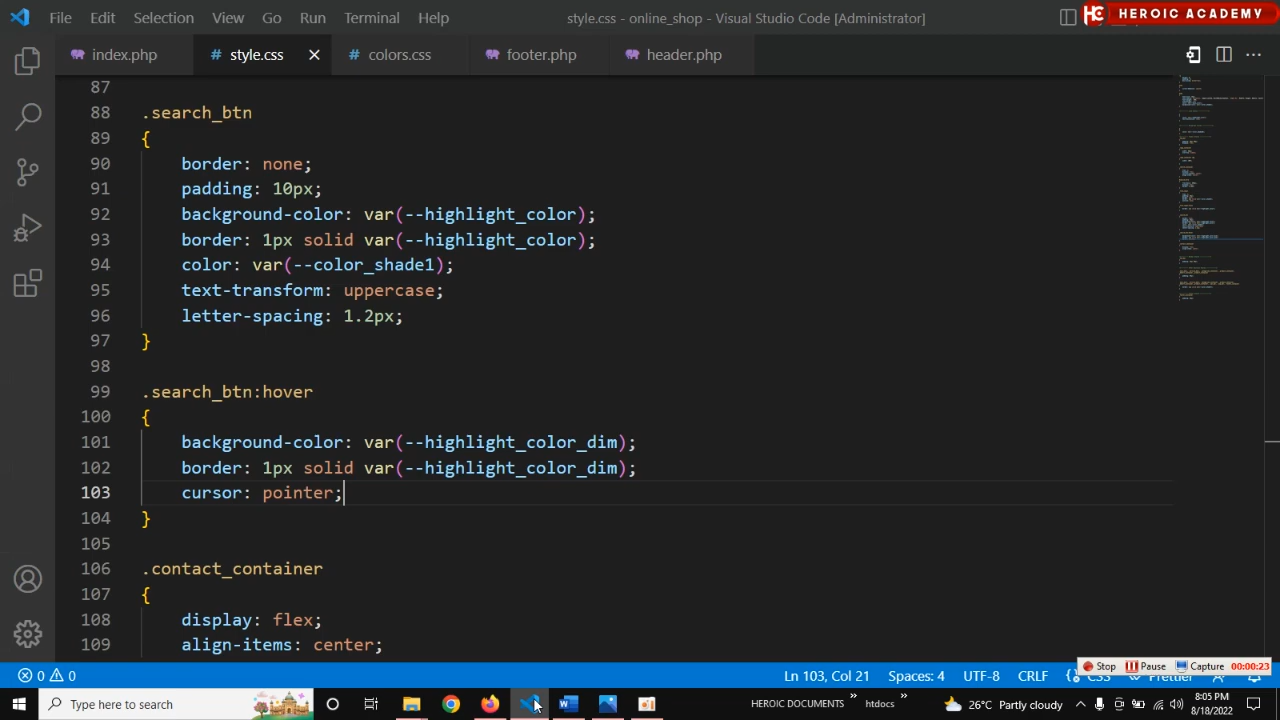 File Edit Selection View Go Run Terminal Help
style.css - online_shop - Visual Studio Code [Administrator]
HC HEROIC ACADEMY
index.php
# style.css
# colors.css
footer.php
header.php
87
88 .search_btn
89 {
90 border: none;
91 padding: 10px;
92 background-color: var(--highlight_color);
93 border: 1px solid var(--highlight_color);
94 color: var(--color_shade1);
95 text-transform: uppercase;
96 letter-spacing: 1.2px;
97 }
98
99 .search_btn:hover
100 {
101 background-color: var(--highlight_color_dim);
102 border: 1px solid var(--highlight_color_dim);
103 cursor: pointer;
104 }
105
106 .contact_container
107 {
108 display: flex;
109 align-items: center;
0 0
Ln 103, Col 21 Spaces: 4 UTF-8 CRLF
Stop Pause Capture 00:00:23
Type here to search
HEROIC DOCUMENTS » htdocs »
26°C Partly cloudy
8:05 PM
8/18/2022